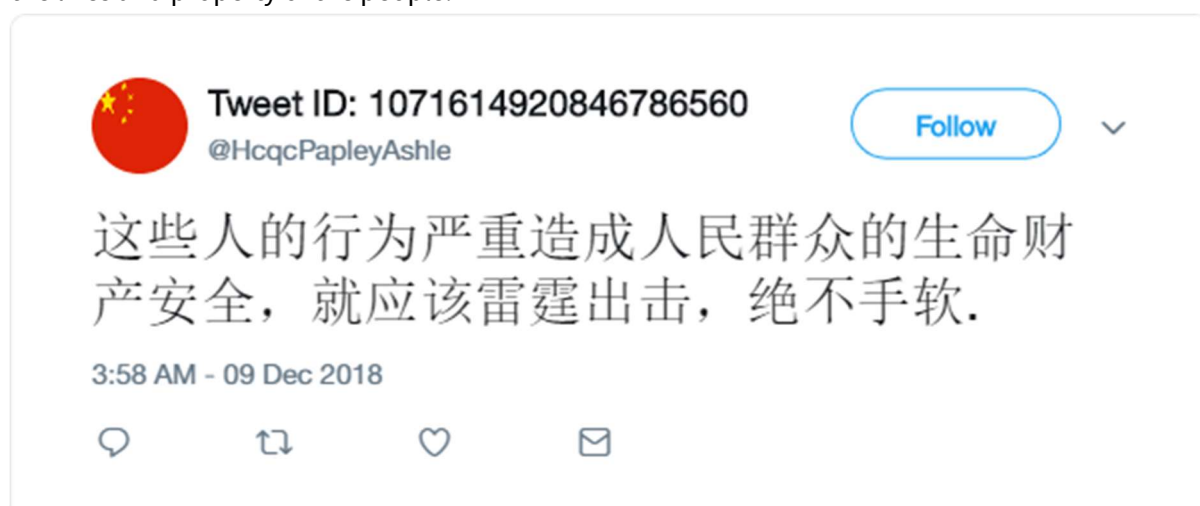 Tweet ID: 1071614920846786560
@HcqcPapleyAshle
Follow
这些人的行为严重造成人民群众的生命财
产安全，就应该雷霆出击，绝不手软.
3:58 AM - 09 Dec 2018